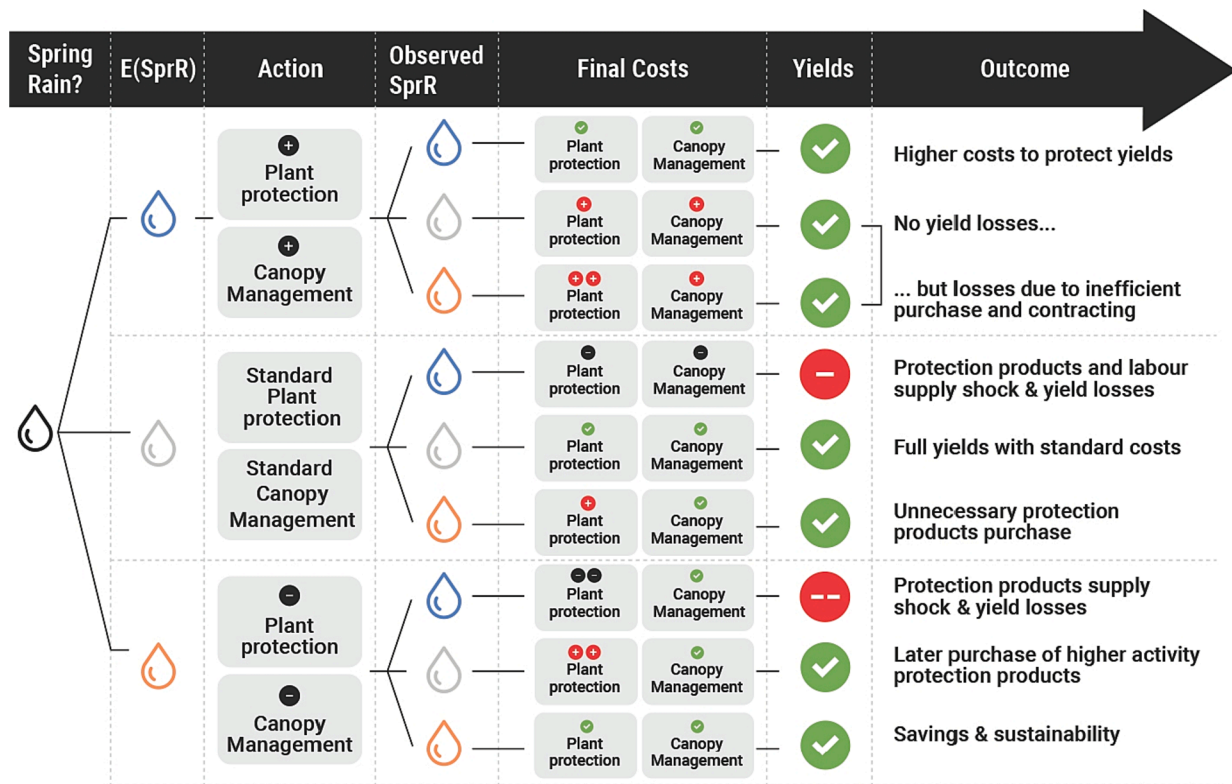 Spring
Rain?
E(SprR)
Action
Observed
SprR
Final Costs
Yields
Outcome
+
Plant
protection
+
Canopy
Management
Plant
protection
Canopy
Management
Higher costs to protect yields
+
Plant
protection
+
Canopy
Management
No yield losses...
++
Plant
protection
+
Canopy
Management
... but losses due to inefficient
purchase and contracting
Standard
Plant
protection
Standard
Canopy
Management
−
Plant
protection
−
Canopy
Management
−
Protection products and labour
supply shock & yield losses
Plant
protection
Canopy
Management
Full yields with standard costs
+
Plant
protection
Canopy
Management
Unnecessary protection
products purchase
−
Plant
protection
−
Canopy
Management
−−
Plant
protection
Canopy
Management
−−
Protection products supply
shock & yield losses
++
Plant
protection
Canopy
Management
Later purchase of higher activity
protection products
Plant
protection
Canopy
Management
Savings & sustainability